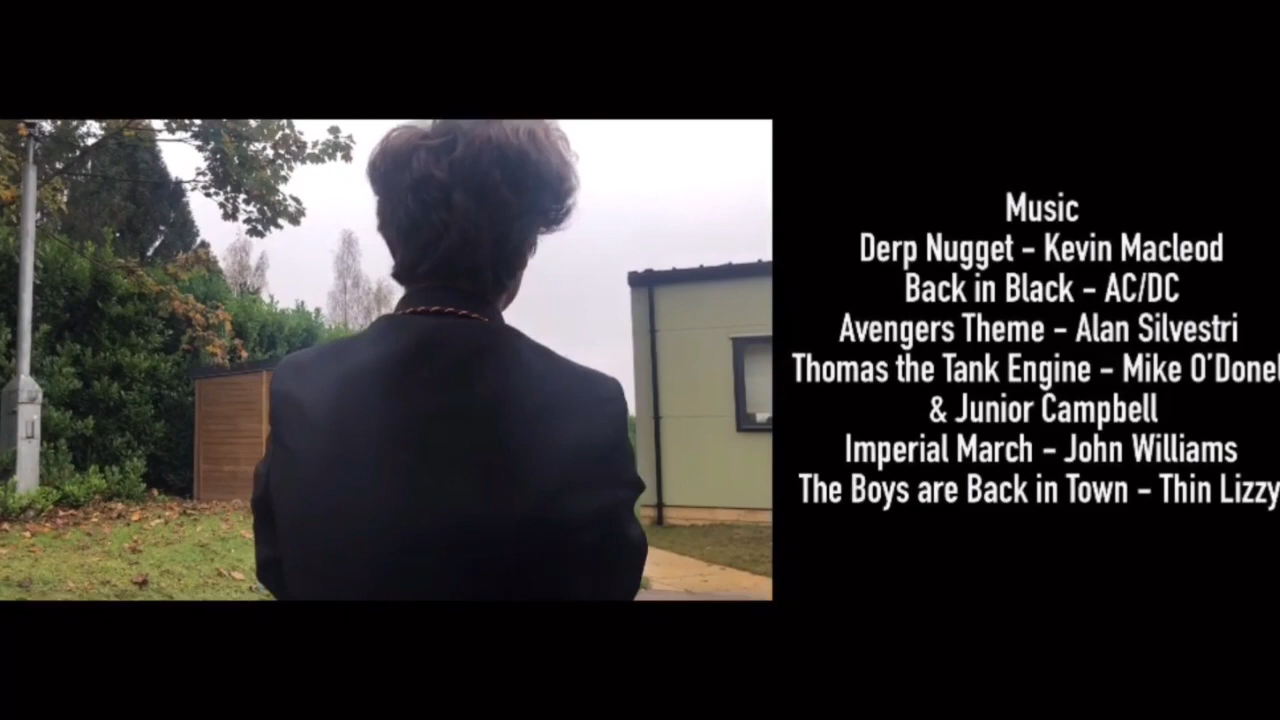 Music
Derp Nugget - Kevin Macleod
Back in Black - AC/DC
Avengers Theme - Alan Silvestri
Thomas the Tank Engine - Mike O'Donel
& Junior Campbell
Imperial March - John Williams
The Boys are Back in Town - Thin Lizzy